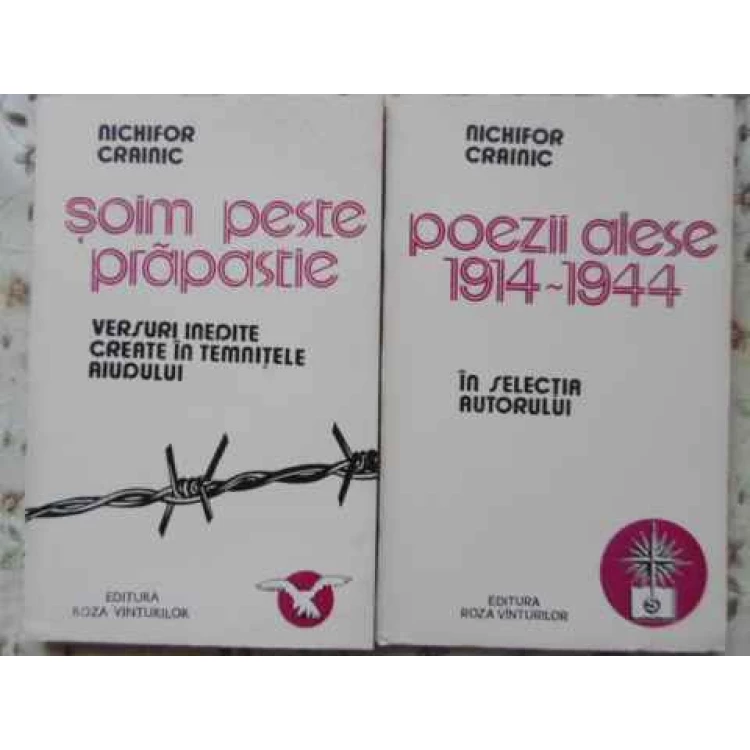 NICHIFOR
CRAINIC
șoim peste
prăpastie
VERSURI INEDITE
CREATE ÎN TEMNIȚELE
AIUDULUI
EDITURA
ROZA VINTURILOR
NICHIFOR
CRAINIC
poezii alese
1914~1944
ÎN SELECȚIA
AUTORULUI
EDITURA
ROZA VÎNTURILOR